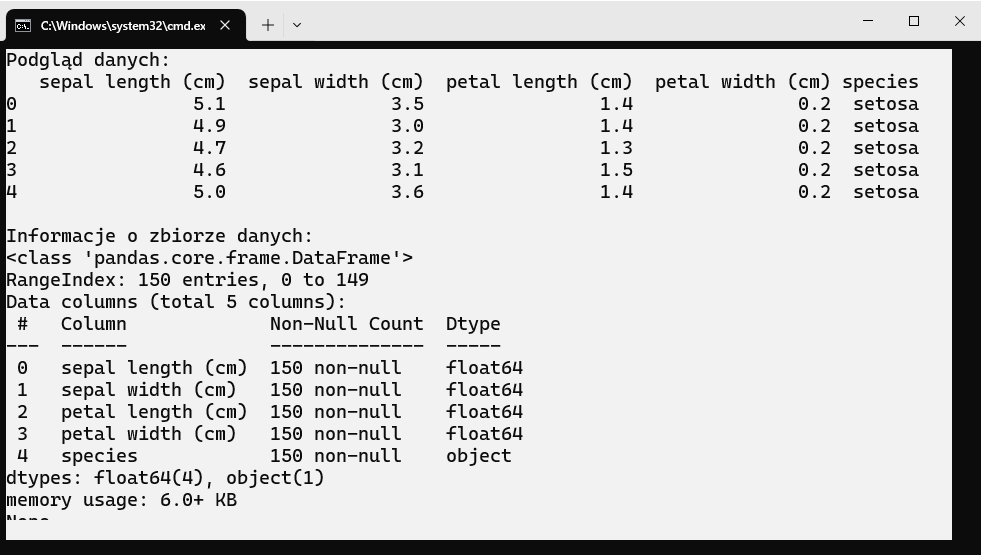 C:\Windows\system32\cmd.ex
Podgląd danych:
   sepal length (cm)  sepal width (cm)  petal length (cm)  petal width (cm) species
0                5.1               3.5                1.4               0.2  setosa
1                4.9               3.0                1.4               0.2  setosa
2                4.7               3.2                1.3               0.2  setosa
3                4.6               3.1                1.5               0.2  setosa
4                5.0               3.6                1.4               0.2  setosa
Informacje o zbiorze danych:
<class 'pandas.core.frame.DataFrame'>
RangeIndex: 150 entries, 0 to 149
Data columns (total 5 columns):
 #   Column             Non-Null Count  Dtype
---  ------             --------------  -----
 0   sepal length (cm)  150 non-null    float64
 1   sepal width (cm)   150 non-null    float64
 2   petal length (cm)  150 non-null    float64
 3   petal width (cm)   150 non-null    float64
 4   species            150 non-null    object
dtypes: float64(4), object(1)
memory usage: 6.0+ KB